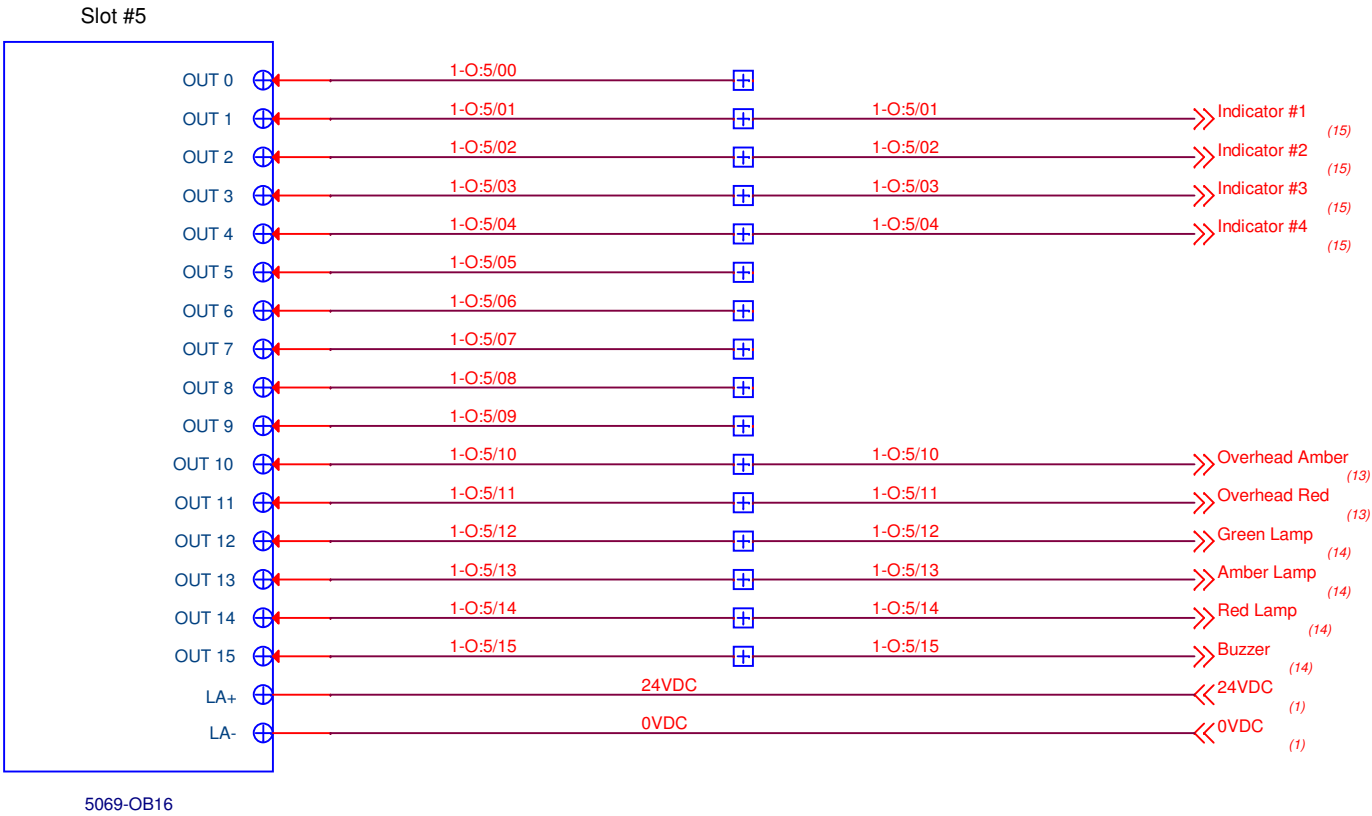 Slot #5
OUT 0 1-O:5/00
OUT 1 1-O:5/01 1-O:5/01 Indicator #1 (15)
OUT 2 1-O:5/02 1-O:5/02 Indicator #2 (15)
OUT 3 1-O:5/03 1-O:5/03 Indicator #3 (15)
OUT 4 1-O:5/04 1-O:5/04 Indicator #4 (15)
OUT 5 1-O:5/05
OUT 6 1-O:5/06
OUT 7 1-O:5/07
OUT 8 1-O:5/08
OUT 9 1-O:5/09
OUT 10 1-O:5/10 1-O:5/10 Overhead Amber (13)
OUT 11 1-O:5/11 1-O:5/11 Overhead Red (13)
OUT 12 1-O:5/12 1-O:5/12 Green Lamp (14)
OUT 13 1-O:5/13 1-O:5/13 Amber Lamp (14)
OUT 14 1-O:5/14 1-O:5/14 Red Lamp (14)
OUT 15 1-O:5/15 1-O:5/15 Buzzer (14)
LA+ 24VDC 24VDC (1)
LA- 0VDC 0VDC (1)
5069-OB16